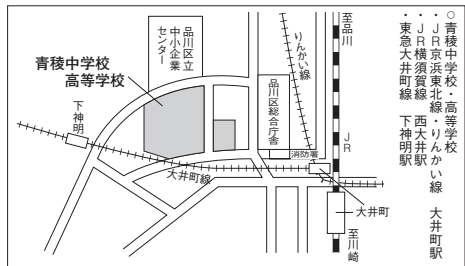 ○青稜中学校・高等学校
・JR京浜東北線・りんかい線　大井町駅
・JR横須賀線　西大井駅
・東急大井町線　下神明駅
至品川
りんかい線
品川区立
中小企業
センター
青稜中学校
高等学校
品川区総合庁舎
消防署
JR
下神明
大井町線
大井町
至川崎